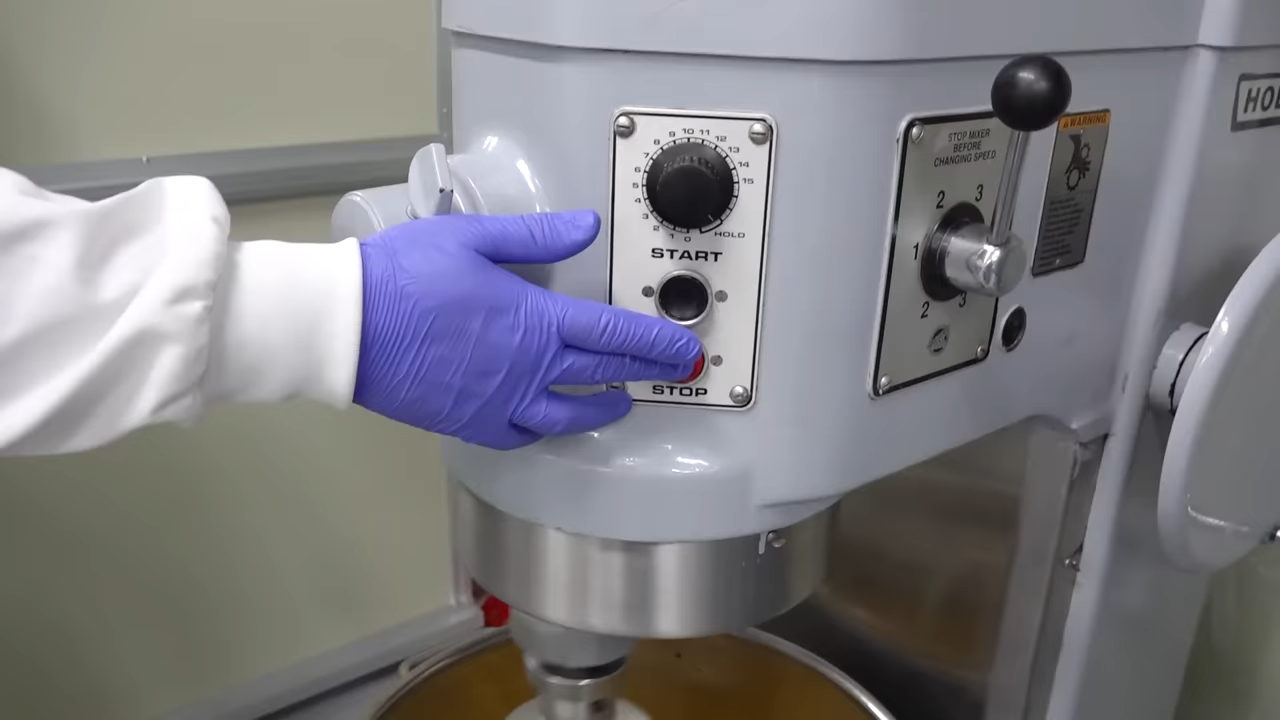 9 10 11
8 12
7 13
6 14
5 15
4
3
2 1 0 HOLD
START
STOP
STOP MIXER
BEFORE
CHANGING SPEED
2 3
1
2 3
WARNING